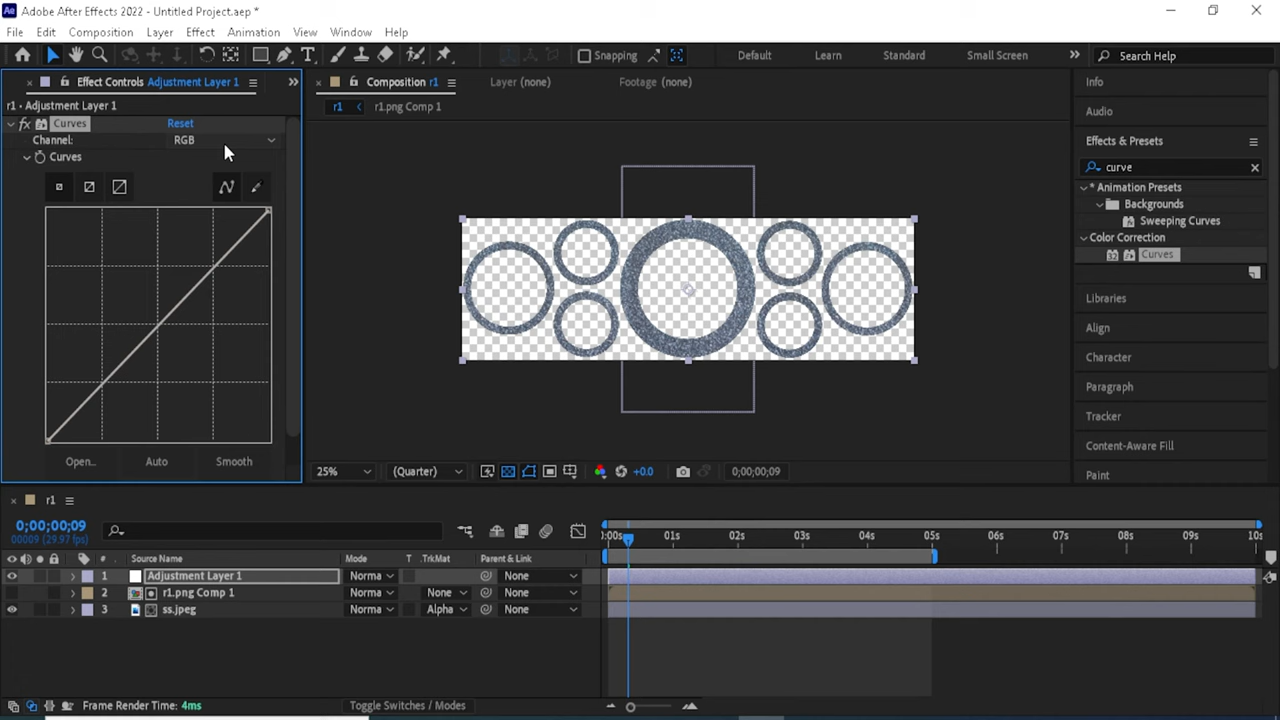 Ae Adobe After Effects 2022 - Untitled Project.aep *
File Edit Composition Layer Effect Animation View Window Help
Snapping Default Learn Standard Small Screen Search Help
Effect Controls Adjustment Layer 1
r1 • Adjustment Layer 1
fx Curves Reset
Channel: RGB
Curves
Open... Auto Smooth
Composition r1 Layer (none) Footage (none)
r1 r1.png Comp 1
25% (Quarter) +0.0 0;00;00;09
Info
Audio
Effects & Presets
curve
* Animation Presets
Backgrounds
Sweeping Curves
Color Correction
32 Curves
Libraries
Align
Character
Paragraph
Tracker
Content-Aware Fill
Paint
r1
0;00;00;09
00009 (29.97 fps)
:00s 01s 02s 03s 04s 05s 06s 07s 08s 09s 10s
# Source Name Mode T .TrkMat Parent & Link
1 Adjustment Layer 1 Norma None
2 r1.png Comp 1 Norma None None
3 ss.jpeg Norma Alpha None
Frame Render Time: 4ms Toggle Switches / Modes